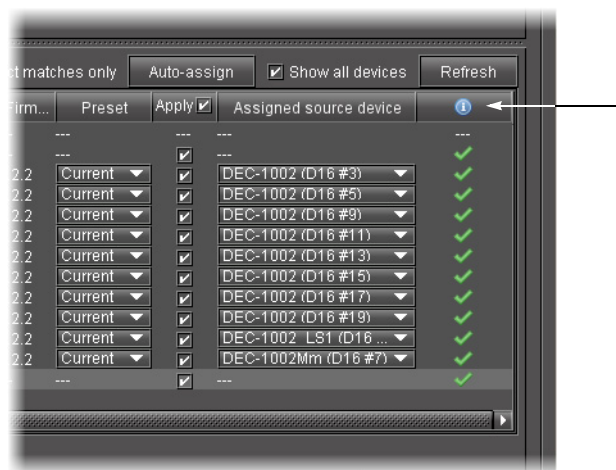 matches only Auto-assign Show all devices Refresh
Firm... Preset Apply Assigned source device
--- --- --- ---
--- --- 
2.2 Current DEC-1002 (D16 #3)
2.2 Current DEC-1002 (D16 #5)
2.2 Current DEC-1002 (D16 #9)
2.2 Current DEC-1002 (D16 #11)
2.2 Current DEC-1002 (D16 #13)
2.2 Current DEC-1002 (D16 #15)
2.2 Current DEC-1002 (D16 #17)
2.2 Current DEC-1002 (D16 #19)
2.2 Current DEC-1002_LS1 (D16 ...
2.2 Current DEC-1002Mm (D16 #7)
--- ---